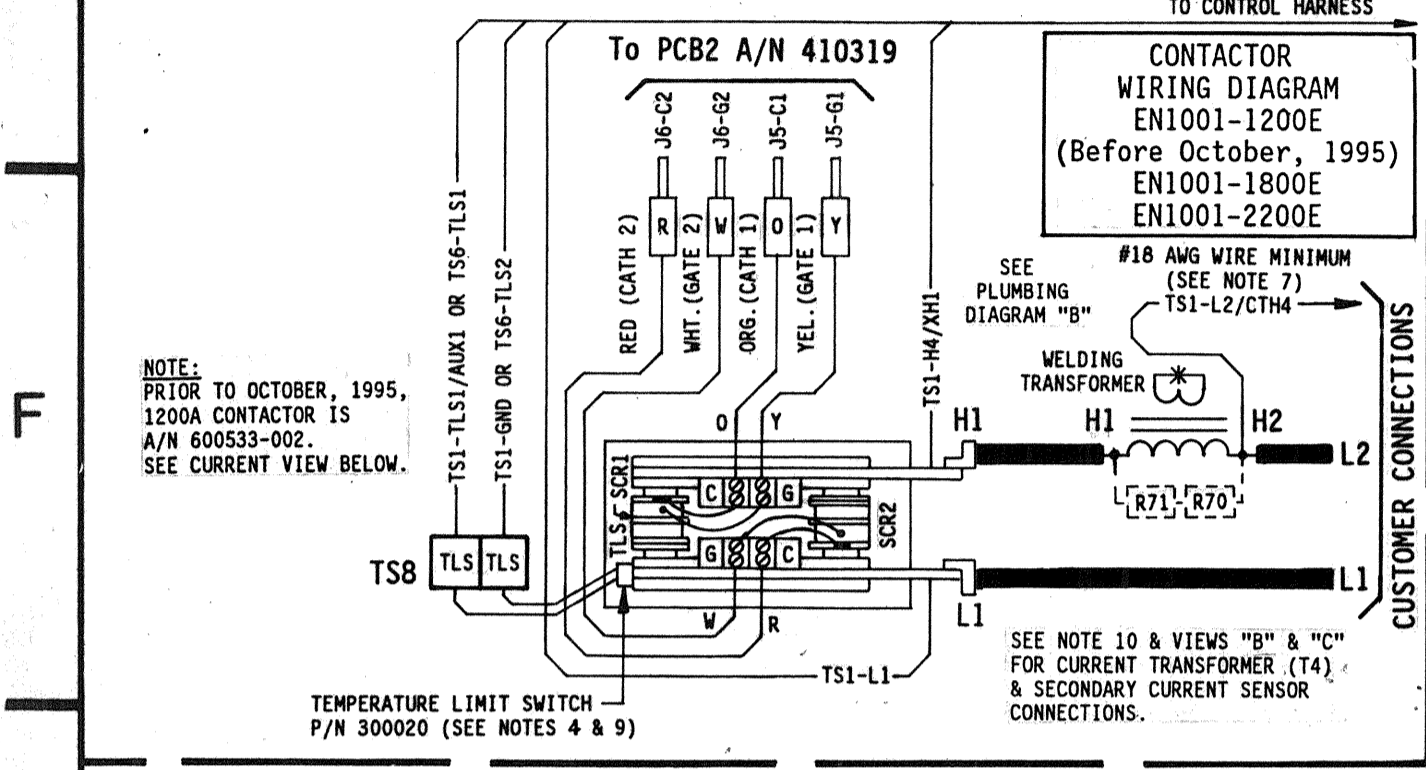 TO CONTROL HARNESS
To PCB2 A/N 410319
CONTACTOR
WIRING DIAGRAM
EN1001-1200E
(Before October, 1995)
EN1001-1800E
EN1001-2200E
J6-C2
J6-G2
J5-C1
J5-G1
R
W
O
Y
RED (CATH 2)
WHT. (GATE 2)
ORG. (CATH 1)
YEL. (GATE 1)
TS1-TLS1/AUX1 OR TS6-TLS1
TS1-GND OR TS6-TLS2
TS1-H4/XH1
SEE
PLUMBING
DIAGRAM "B"
#18 AWG WIRE MINIMUM
(SEE NOTE 7)
TS1-L2/CTH4
CUSTOMER CONNECTIONS
WELDING
TRANSFORMER
NOTE:
PRIOR TO OCTOBER, 1995,
1200A CONTACTOR IS
A/N 600533-002.
SEE CURRENT VIEW BELOW.
F
O
Y
H1
H1
H2
L2
R71
R70
SCR1
TLS
C
G
G
C
SCR2
TS8
TLS
TLS
L1
L1
W
R
TS1-L1
SEE NOTE 10 & VIEWS "B" & "C"
FOR CURRENT TRANSFORMER (T4)
& SECONDARY CURRENT SENSOR
CONNECTIONS.
TEMPERATURE LIMIT SWITCH
P/N 300020 (SEE NOTES 4 & 9)